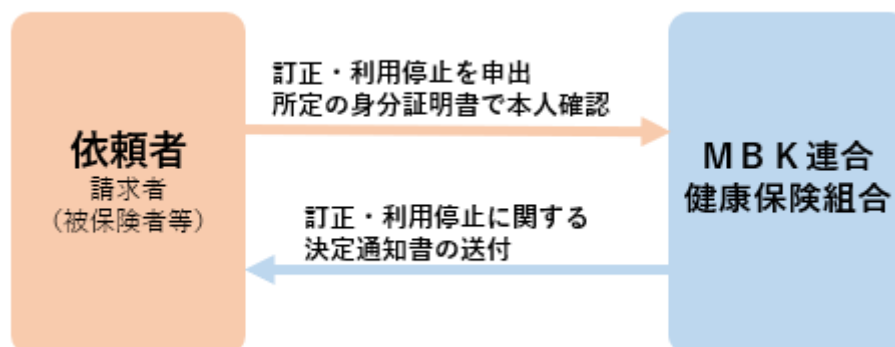 依頼者
請求者
（被保険者等）
訂正・利用停止を申出
所定の身分証明書で本人確認
訂正・利用停止に関する
決定通知書の送付
ＭＢＫ連合
健康保険組合